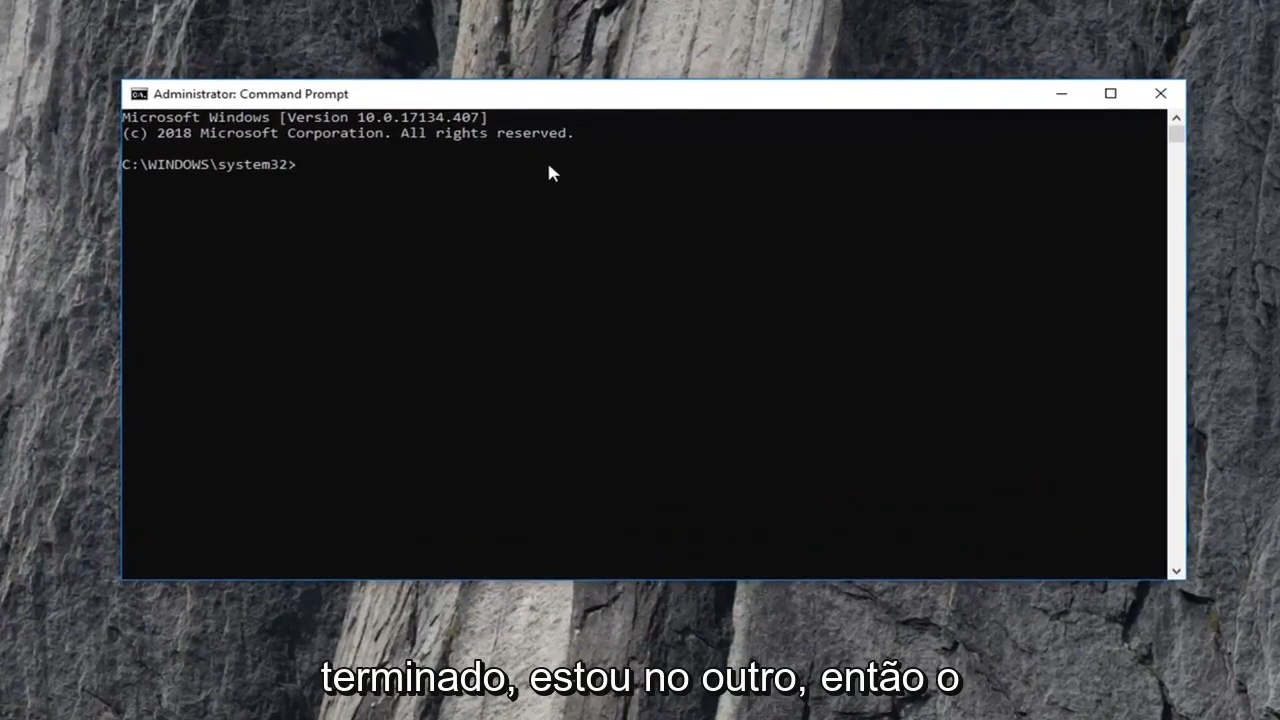 Administrator: Command Prompt
Microsoft Windows [Version 10.0.17134.407]
(c) 2018 Microsoft Corporation. All rights reserved.
C:\WINDOWS\system32>
terminado, estou no outro, então o